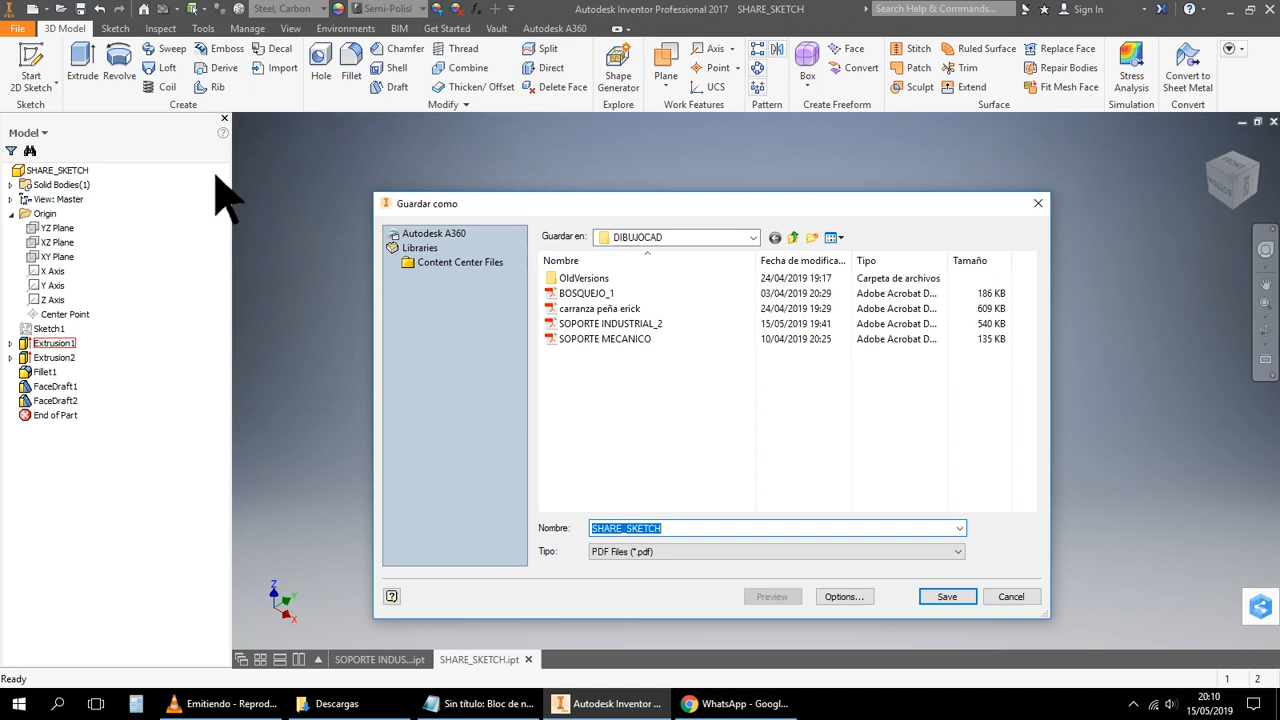 PRO
Steel, Carbon
Semi-Polisl
fx
Autodesk Inventor Professional 2017 SHARE_SKETCH
Search Help & Commands...
Sign In
File 3D Model Sketch Inspect Tools Manage View Environments BIM Get Started Vault Autodesk A360
Start
2D Sketch
Extrude
Revolve
Sweep
Emboss
Decal
Loft
Derive
Import
Coil
Rib
Hole
Fillet
Chamfer
Thread
Split
Shell
Combine
Direct
Draft
Thicken/ Offset
Delete Face
Shape
Generator
Plane
Axis
Point
UCS
Box
Face
Convert
Stitch
Ruled Surface
Replace Face
Patch
Trim
Repair Bodies
Sculpt
Extend
Fit Mesh Face
Stress
Analysis
Convert to
Sheet Metal
Sketch Create Modify Explore Work Features Pattern Create Freeform Surface Simulation Convert
Model
SHARE_SKETCH
Solid Bodies(1)
View: Master
Origin
YZ Plane
XZ Plane
XY Plane
X Axis
Y Axis
Z Axis
Center Point
Sketch1
Extrusion1
Extrusion2
Fillet1
FaceDraft1
FaceDraft2
End of Part
Guardar como
Autodesk A360
Libraries
Content Center Files
Guardar en: DIBUJOCAD
Nombre Fecha de modifica... Tipo Tamaño
OldVersions 24/04/2019 19:17 Carpeta de archivos
BOSQUEJO_1 03/04/2019 20:29 Adobe Acrobat D... 186 KB
carranza peña erick 24/04/2019 19:29 Adobe Acrobat D... 609 KB
SOPORTE INDUSTRIAL_2 15/05/2019 19:41 Adobe Acrobat D... 540 KB
SOPORTE MECANICO 10/04/2019 20:25 Adobe Acrobat D... 135 KB
Nombre: SHARE_SKETCH
Tipo: PDF Files (*.pdf)
Preview Options... Save Cancel
FRONT
BOTTOM
Z
Y
X
SOPORTE INDUS...ipt SHARE_SKETCH.ipt
Ready
1 2
Emitiendo - Reprod...
Descargas
Sin título: Bloc de n...
Autodesk Inventor ...
WhatsApp - Googl...
20:10
15/05/2019